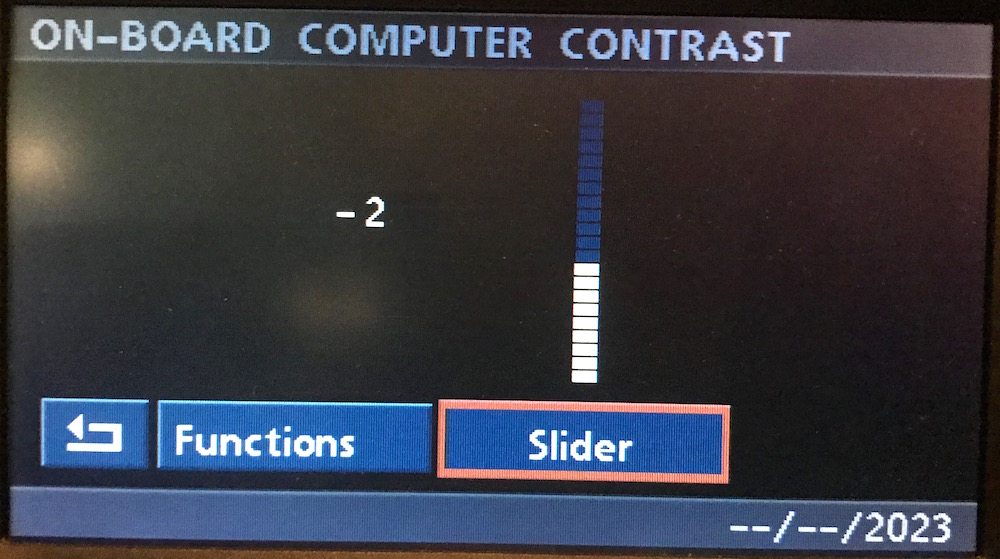 ON-BOARD COMPUTER CONTRAST
-2
Functions
Slider
--/--/2023